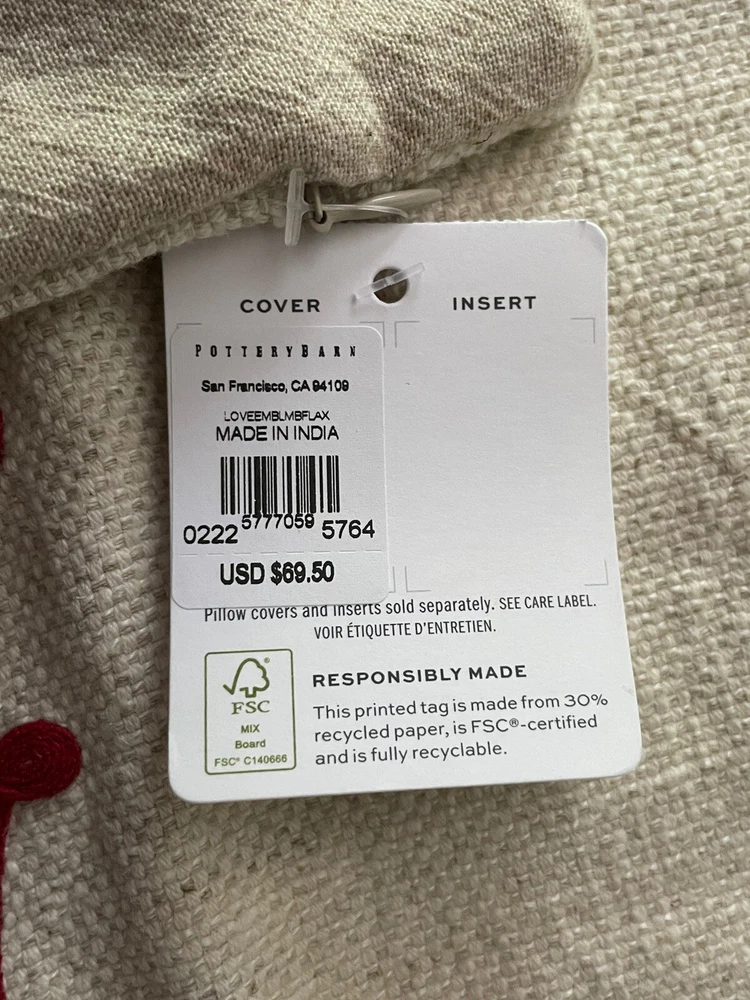 COVER
INSERT
POTTERY BARN
San Francisco, CA 94109
LOVEEMBLMBFLAX
MADE IN INDIA
0222 5777059 5764
USD $69.50
Pillow covers and inserts sold separately. SEE CARE LABEL.
VOIR ÉTIQUETTE D'ENTRETIEN.
FSC
MIX
Board
FSC® C140666
RESPONSIBLY MADE
This printed tag is made from 30%
recycled paper, is FSC®-certified
and is fully recyclable.